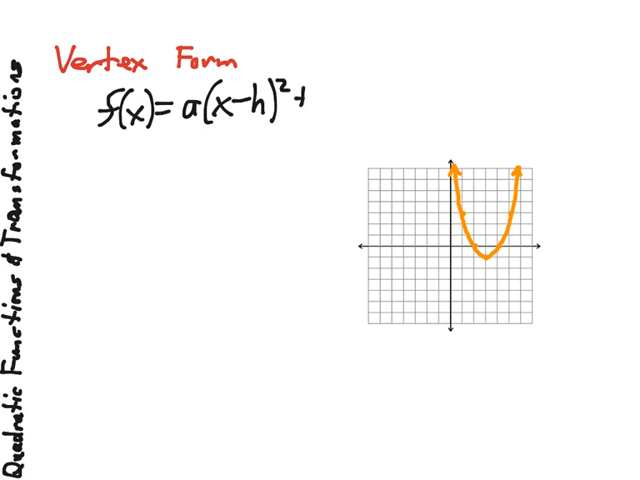 Vertex Form
f(x)= a(x-h)²+
Quadratic Functions & Transformations